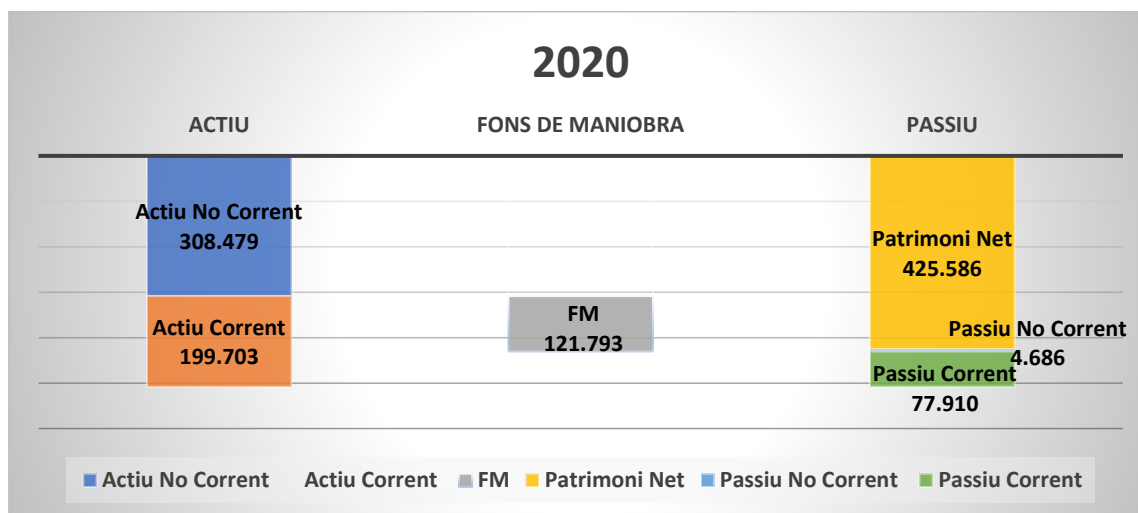 2020
ACTIU
FONS DE MANIOBRA
PASSIU
Actiu No Current
308.479
Actiu Corrent
199.703
FM
121.793
Patrimoni Net
425.586
Passiu No Corrent
4.686
Passiu Corrent
77.910
Actiu No Corrent
Actiu Corrent
FM
Patrimoni Net
Passiu No Corrent
Passiu Corrent